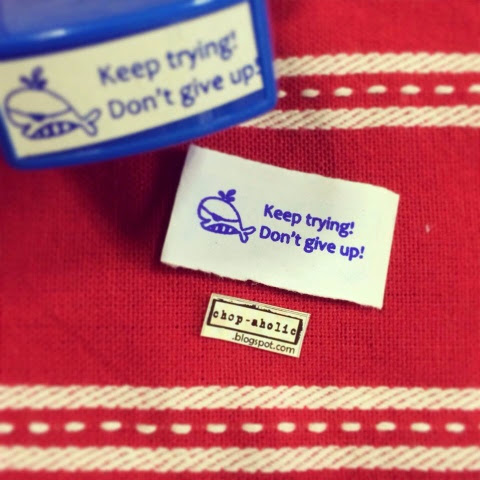 Keep trying!
Don't give up!
Keep trying!
Don't give up!
chop-aholic
.blogspot.com